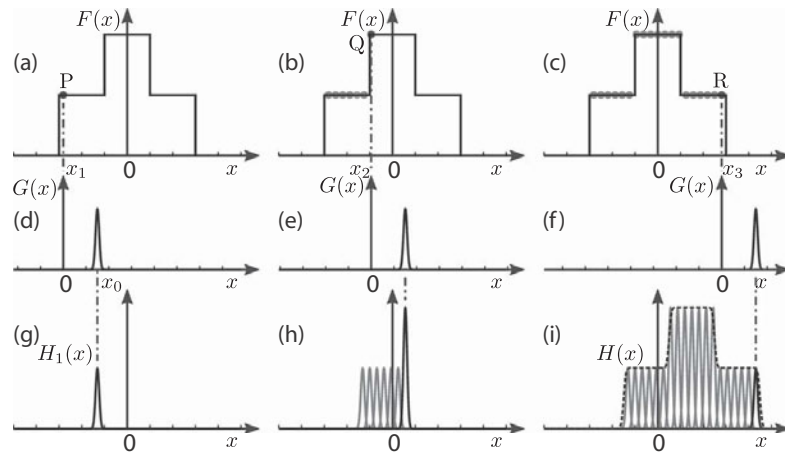 F(x) F(x) F(x)
(a) P (b) Q (c) R
x₁ 0 x x₂ 0 x 0 x₃ x
G(x) G(x) G(x)
(d) (e) (f)
0 x₀ x 0 x 0 x
(g) H₁(x) (h) (i) H(x)
0 x 0 x 0 x